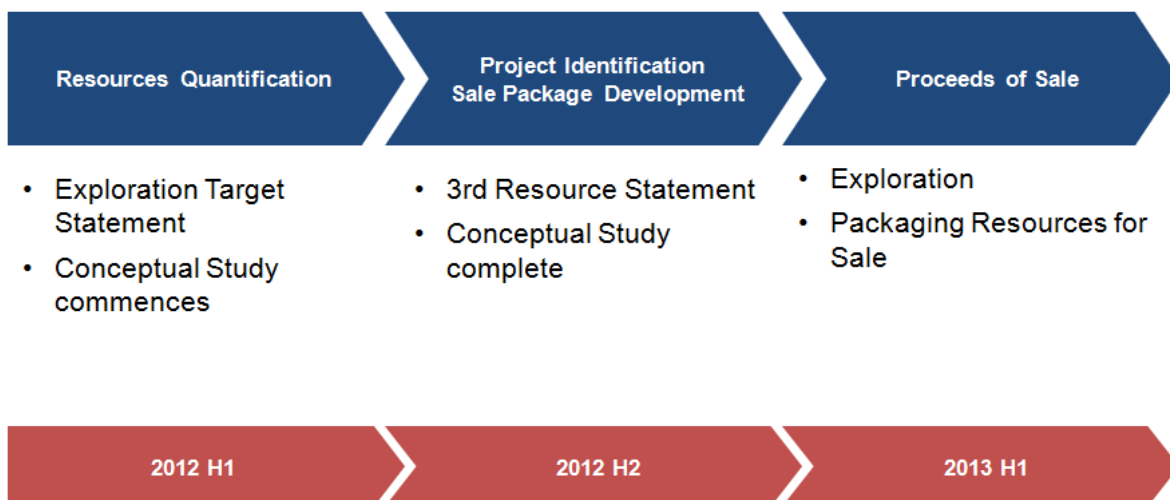 Resources Quantification
Project Identification
Sale Package Development
Proceeds of Sale
• Exploration Target
Statement
• Conceptual Study
commences
• 3rd Resource Statement
• Conceptual Study
complete
• Exploration
• Packaging Resources for
Sale
2012 H1
2012 H2
2013 H1